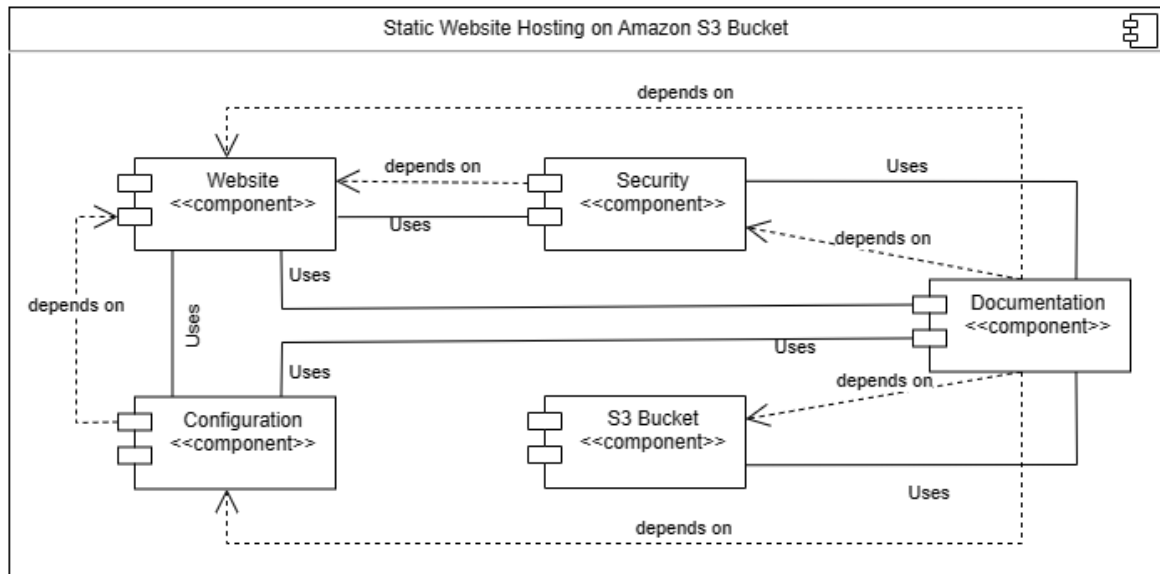 Static Website Hosting on Amazon S3 Bucket
depends on
Website
<<component>>
depends on
Security
<<component>>
Uses
Uses
depends on
Uses
depends on
Documentation
<<component>>
Uses
Uses
Uses
depends on
Configuration
<<component>>
S3 Bucket
<<component>>
Uses
depends on